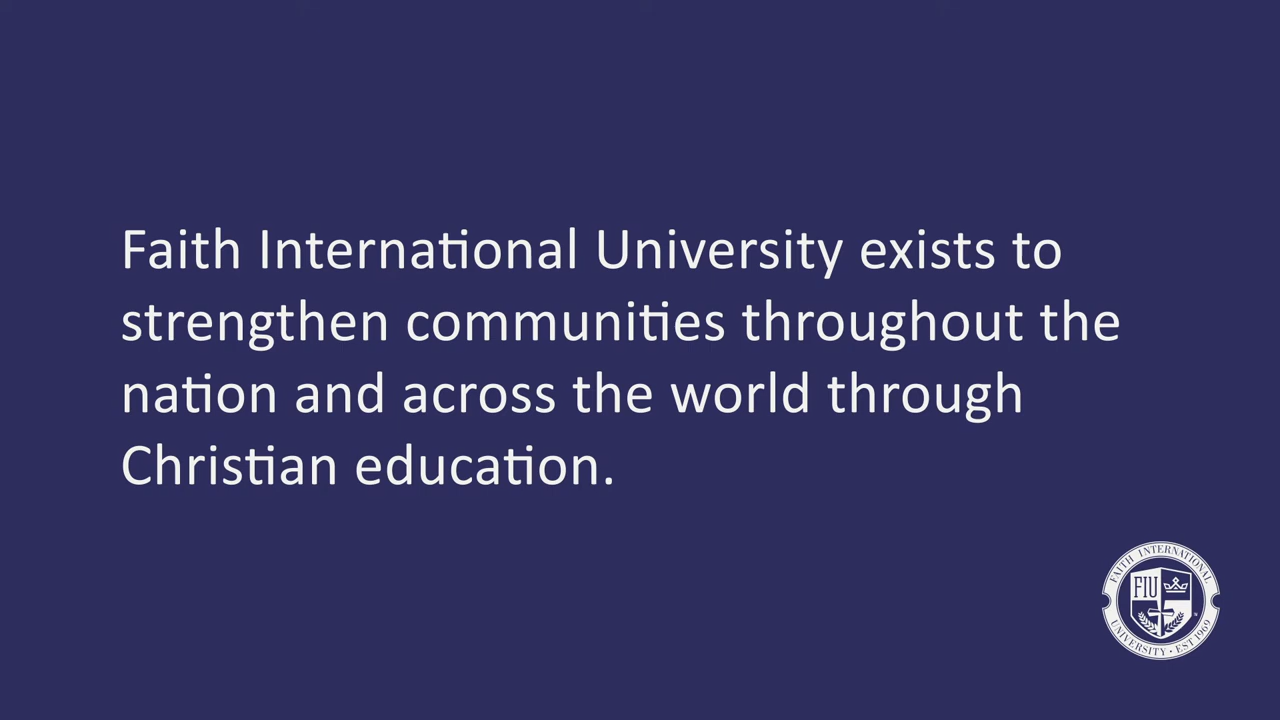 Faith International University exists to
strengthen communities throughout the
nation and across the world through
Christian education.
FAITH INTERNATIONAL
FIU
UNIVERSITY • EST 1969